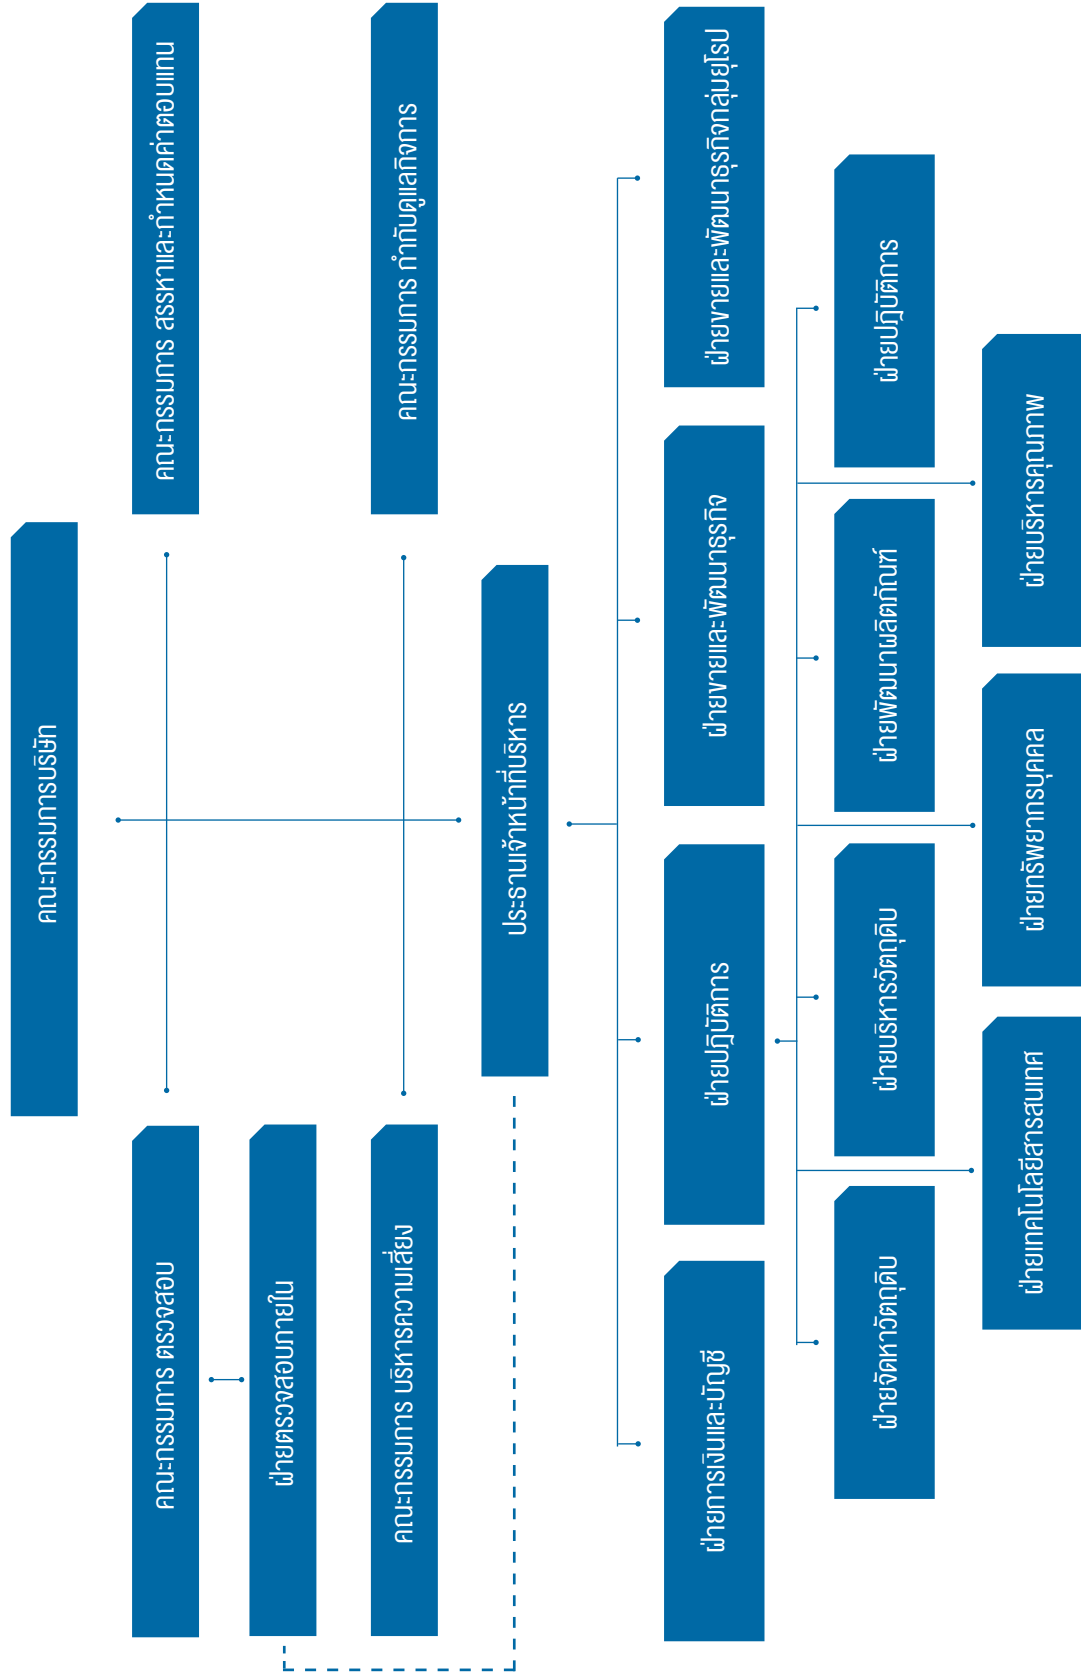 คณะกรรมการบริษัท
คณะกรรมการ ตรวจสอบ
คณะกรรมการ สรรหาและกำหนดค่าตอบแทน
ฝ่ายตรวจสอบภายใน
คณะกรรมการ บริหารความเสี่ยง
คณะกรรมการ กำกับดูแลกิจการ
ประธานเจ้าหน้าที่บริหาร
ฝ่ายการเงินและบัญชี
ฝ่ายปฏิบัติการ
ฝ่ายขายและพัฒนาธุรกิจ
ฝ่ายขายและพัฒนาธุรกิจกลุ่มยุโรป
ฝ่ายจัดหาวัตถุดิบ
ฝ่ายบริหารวัตถุดิบ
ฝ่ายพัฒนาผลิตภัณฑ์
ฝ่ายปฏิบัติการ
ฝ่ายเทคโนโลยีสารสนเทศ
ฝ่ายทรัพยากรบุคคล
ฝ่ายบริหารคุณภาพ